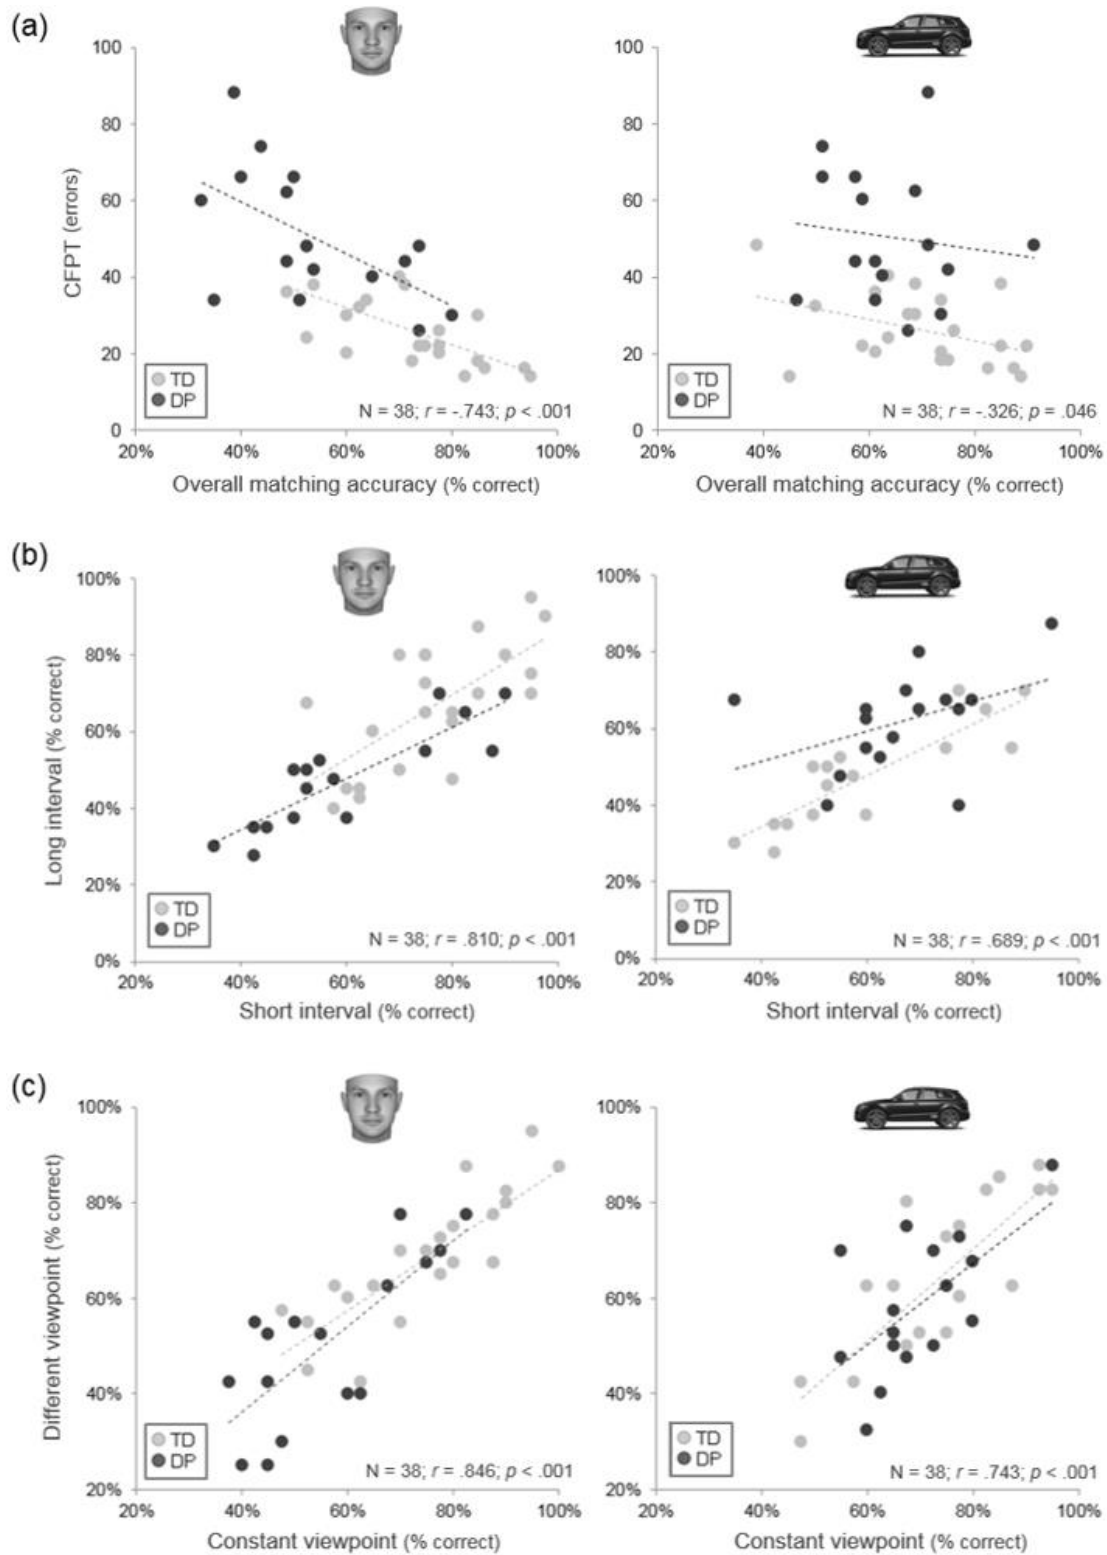 (a)
100
80
60
40
20
0
CFPT (errors)
TD
DP
N = 38; r = -.743; p < .001
20% 40% 60% 80% 100%
Overall matching accuracy (% correct)
100
80
60
40
20
0
TD
DP
N = 38; r = -.326; p = .046
20% 40% 60% 80% 100%
Overall matching accuracy (% correct)
(b)
100%
80%
60%
40%
20%
0%
Long interval (% correct)
TD
DP
N = 38; r = .810; p < .001
20% 40% 60% 80% 100%
Short interval (% correct)
100%
80%
60%
40%
20%
0%
TD
DP
N = 38; r = .689; p < .001
20% 40% 60% 80% 100%
Short interval (% correct)
(c)
100%
80%
60%
40%
20%
Different viewpoint (% correct)
TD
DP
N = 38; r = .846; p < .001
20% 40% 60% 80% 100%
Constant viewpoint (% correct)
100%
80%
60%
40%
20%
TD
DP
N = 38; r = .743; p < .001
20% 40% 60% 80% 100%
Constant viewpoint (% correct)